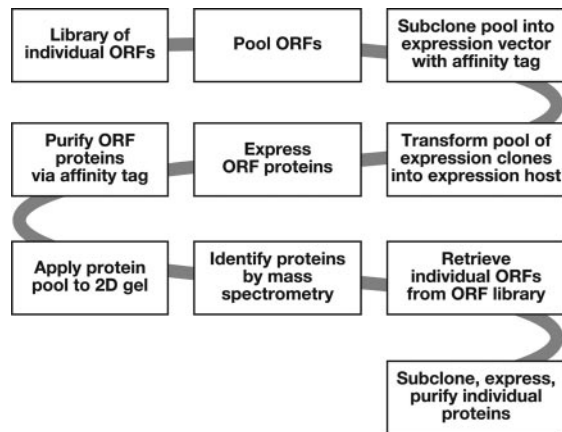 Library of
individual ORFs
Pool ORFs
Subclone pool into
expression vector
with affinity tag
Purify ORF
proteins
via affinity tag
Express
ORF proteins
Transform pool of
expression clones
into expression host
Apply protein
pool to 2D gel
Identify proteins
by mass
spectrometry
Retrieve
individual ORFs
from ORF library
Subclone, express,
purify individual
proteins